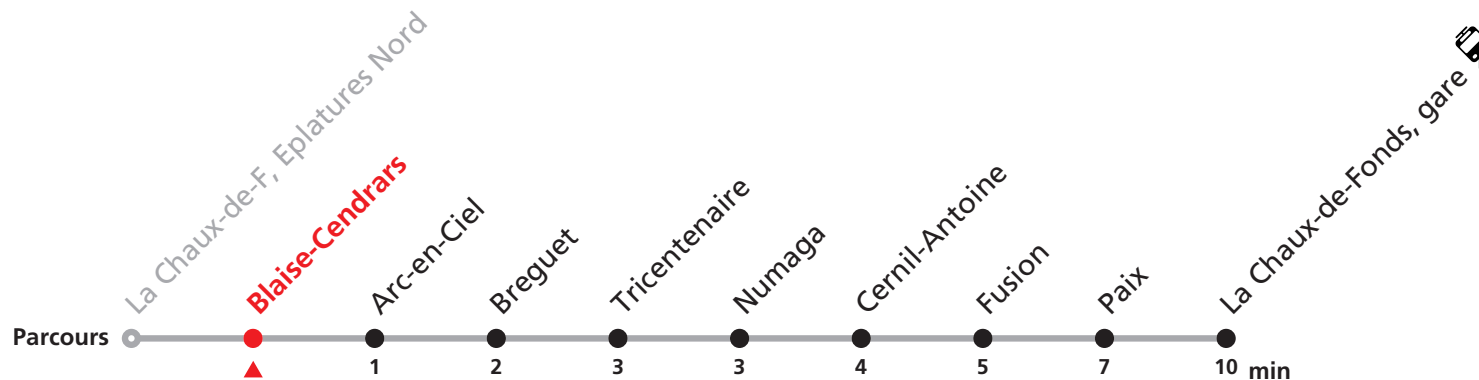 La Chaux-de-F, Eplatures Nord
Blaise-Cendrars
Arc-en-Ciel
Breguet
Tricentenaire
Numaga
Cernil-Antoine
Fusion
Paix
La Chaux-de-Fonds, gare
Parcours
1 2 3 3 4 5 7 10 min